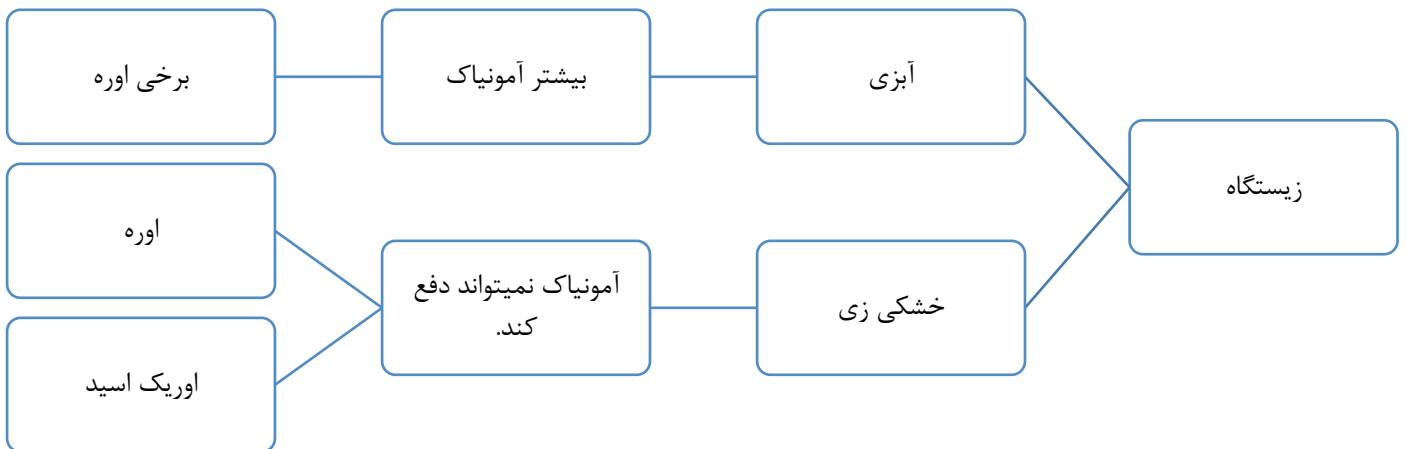 زیستگاه
آبزی
بیشتر آمونیاک
برخی اوره
خشکی زی
آمونیاک نمیتواند دفع
کند.
اوره
اوریک اسید